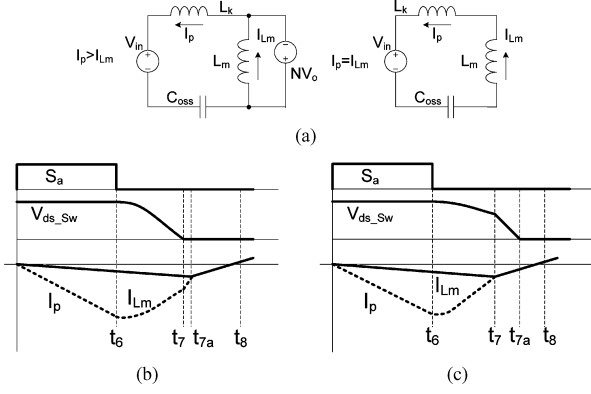 L_k
I_p
V_in
I_p>I_Lm
L_m
I_Lm
NV_o
C_oss
L_k
I_p
V_in
I_p=I_Lm
L_m
I_Lm
C_oss
(a)
S_a
V_ds_Sw
I_p
I_Lm
t_6 t_7 t_7a t_8
(b)
S_a
V_ds_Sw
I_p
I_Lm
t_6 t_7 t_7a t_8
(c)